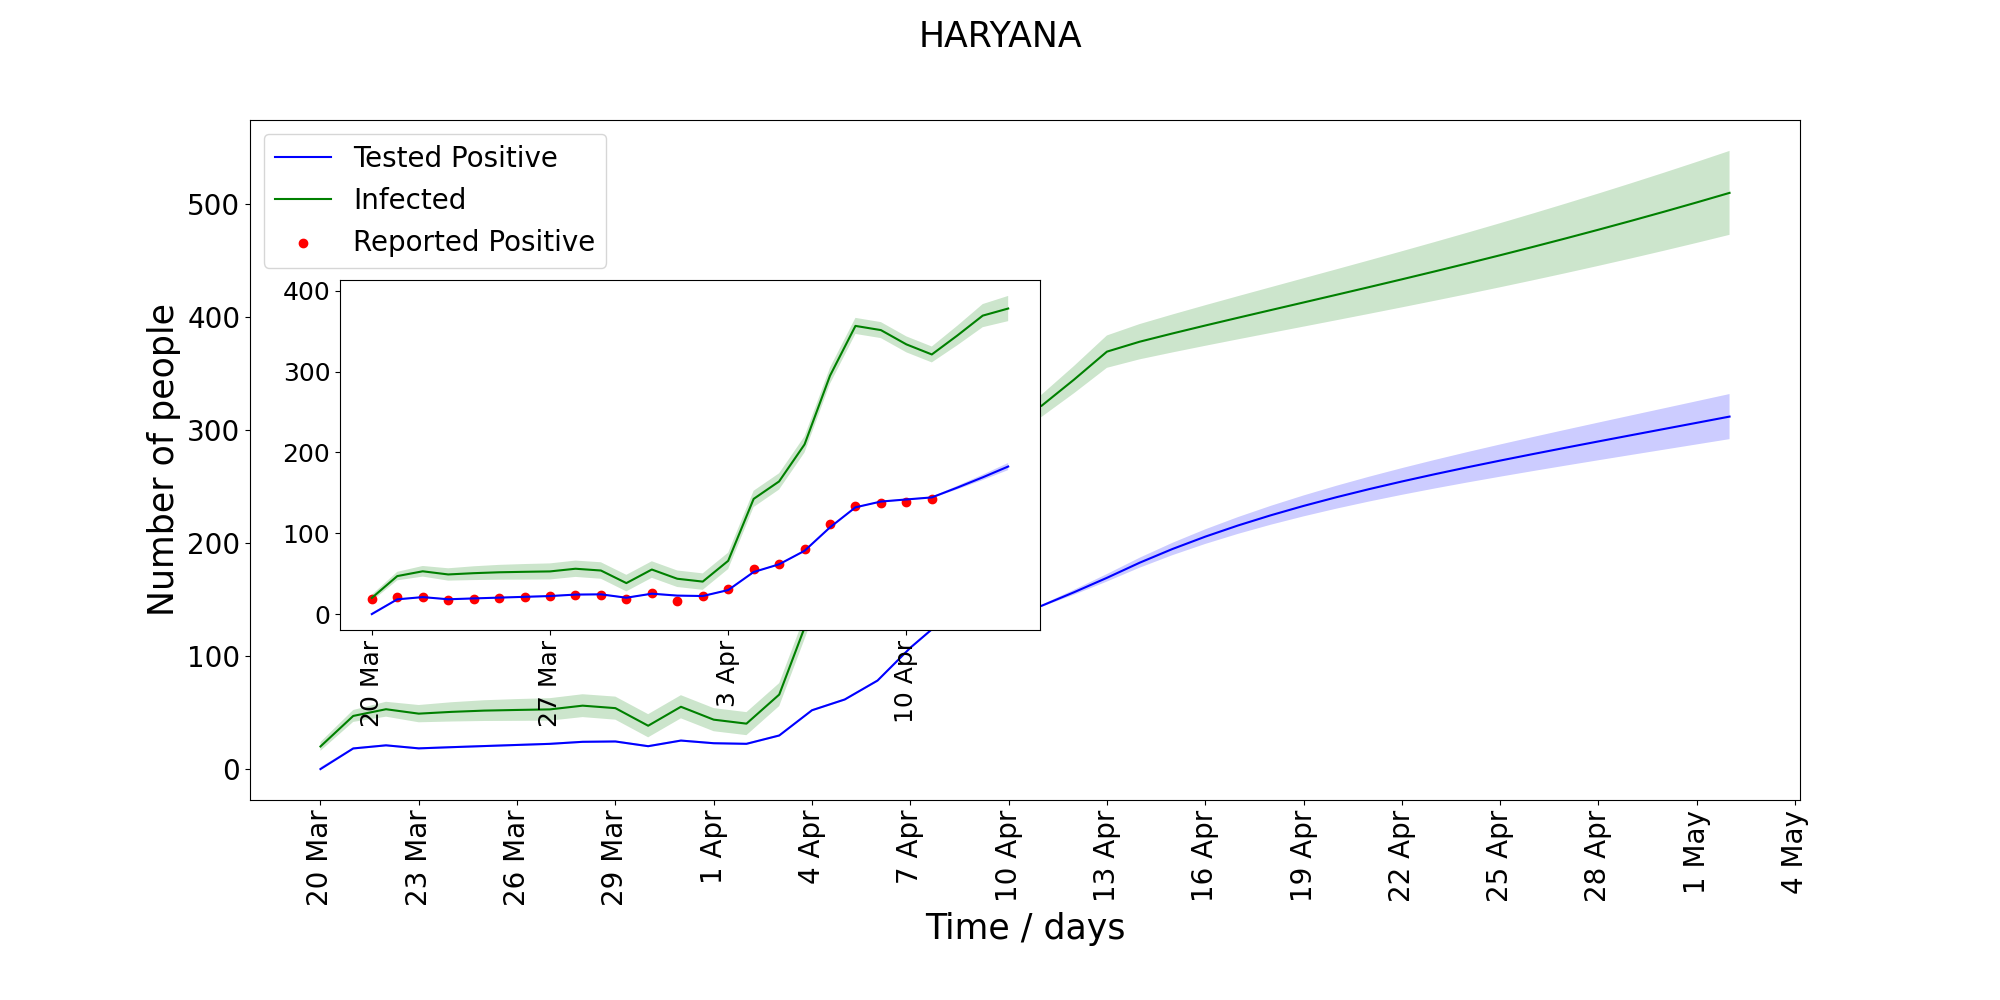 HARYANA
Tested Positive
Infected
Reported Positive
Number of people
500
400
300
200
100
0
400
300
200
100
0
20 Mar
27 Mar
3 Apr
10 Apr
20 Mar
23 Mar
26 Mar
29 Mar
1 Apr
4 Apr
7 Apr
10 Apr
13 Apr
16 Apr
19 Apr
22 Apr
25 Apr
28 Apr
1 May
4 May
Time / days